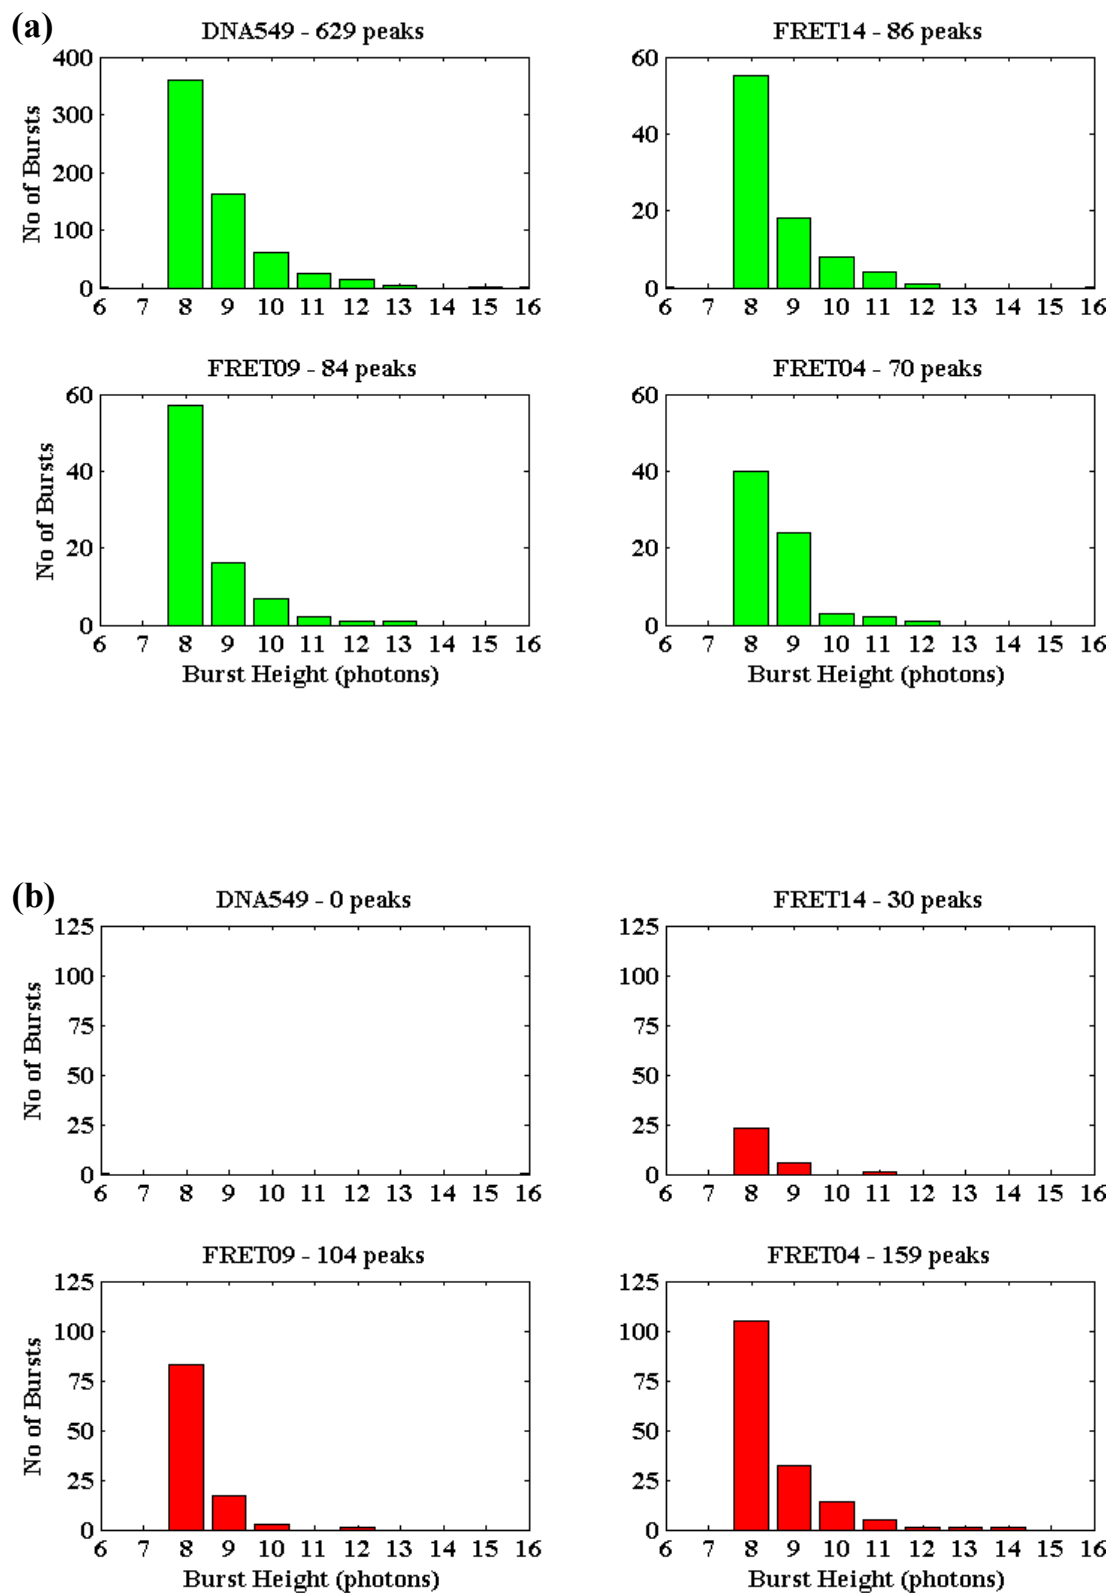 (a)
DNA549 - 629 peaks
400
300
200
100
0
No of Bursts
6 7 8 9 10 11 12 13 14 15 16
FRET14 - 86 peaks
60
40
20
0
6 7 8 9 10 11 12 13 14 15 16
FRET09 - 84 peaks
60
40
20
0
No of Bursts
6 7 8 9 10 11 12 13 14 15 16
Burst Height (photons)
FRET04 - 70 peaks
60
40
20
0
6 7 8 9 10 11 12 13 14 15 16
Burst Height (photons)
(b)
DNA549 - 0 peaks
125
100
75
50
25
0
No of Bursts
6 7 8 9 10 11 12 13 14 15 16
FRET14 - 30 peaks
125
100
75
50
25
0
6 7 8 9 10 11 12 13 14 15 16
FRET09 - 104 peaks
125
100
75
50
25
0
No of Bursts
6 7 8 9 10 11 12 13 14 15 16
Burst Height (photons)
FRET04 - 159 peaks
125
100
75
50
25
0
6 7 8 9 10 11 12 13 14 15 16
Burst Height (photons)